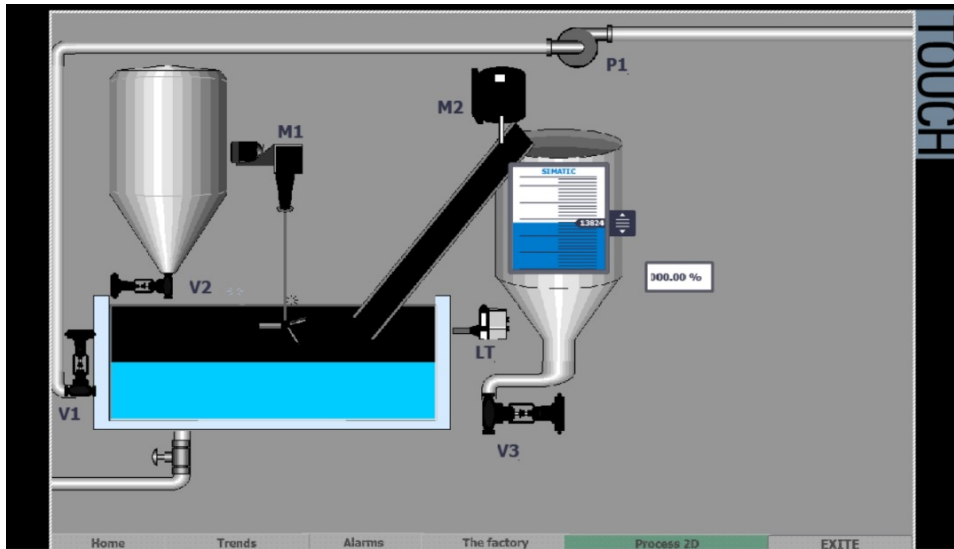 TOUCH
P1
M2
M1
SIMATIC
13824
000.00 %
V2
LT
V1
V3
Home
Trends
Alarms
The factory
Process 2D
EXITE